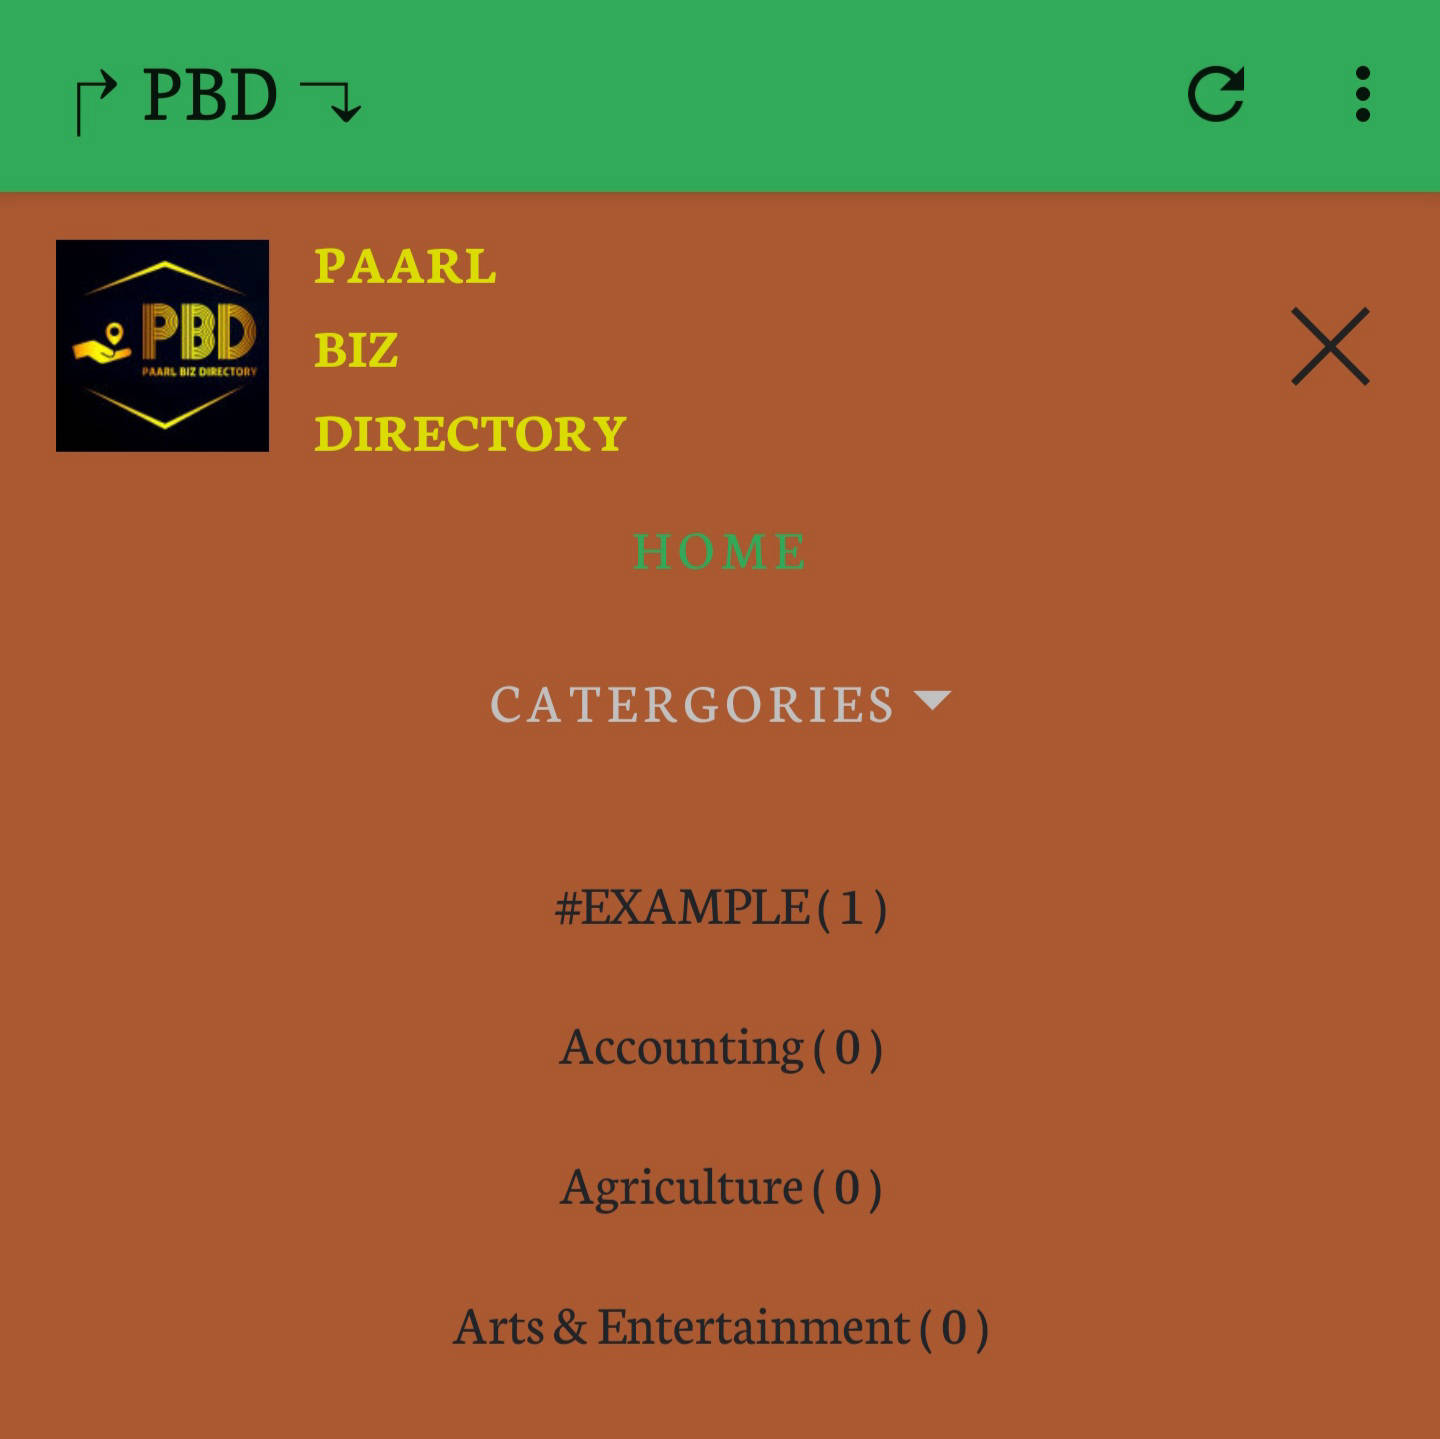 PBD
PBD
PAARL BIZ DIRECTORY
PAARL
BIZ
DIRECTORY
HOME
CATERGORIES
#EXAMPLE ( 1 )
Accounting ( 0 )
Agriculture ( 0 )
Arts & Entertainment ( 0 )